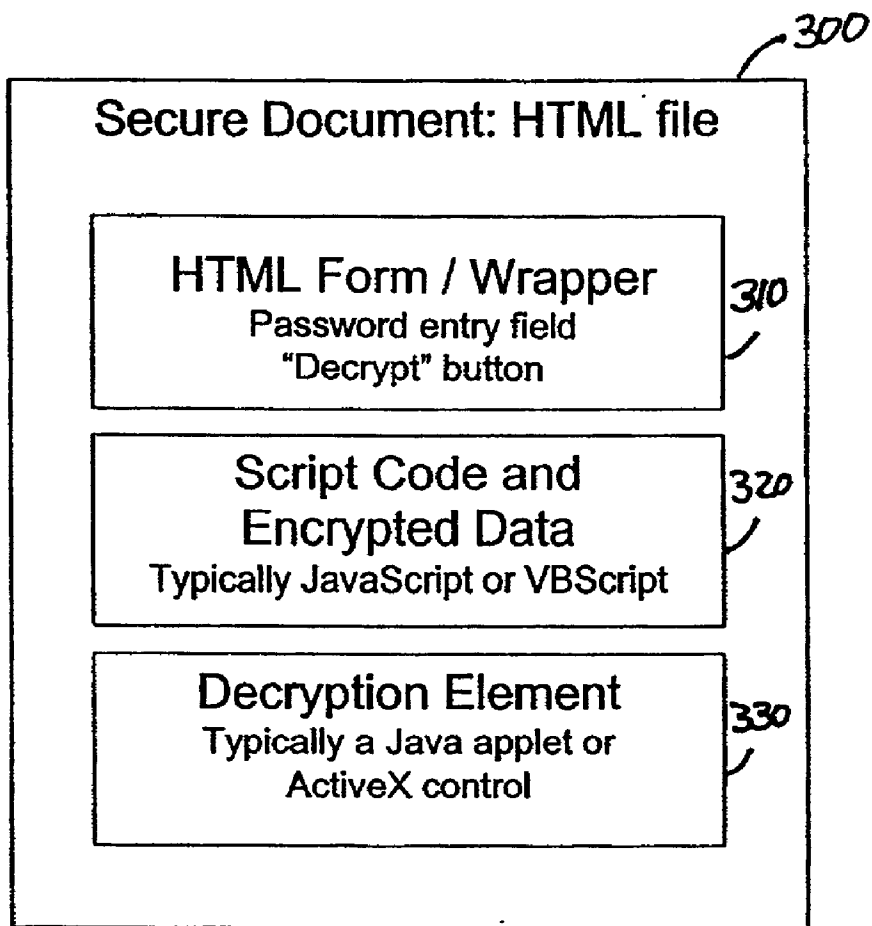 300
Secure Document: HTML file
HTML Form / Wrapper
Password entry field
"Decrypt" button
310
Script Code and
Encrypted Data
Typically JavaScript or VBScript
320
Decryption Element
Typically a Java applet or
ActiveX control
330